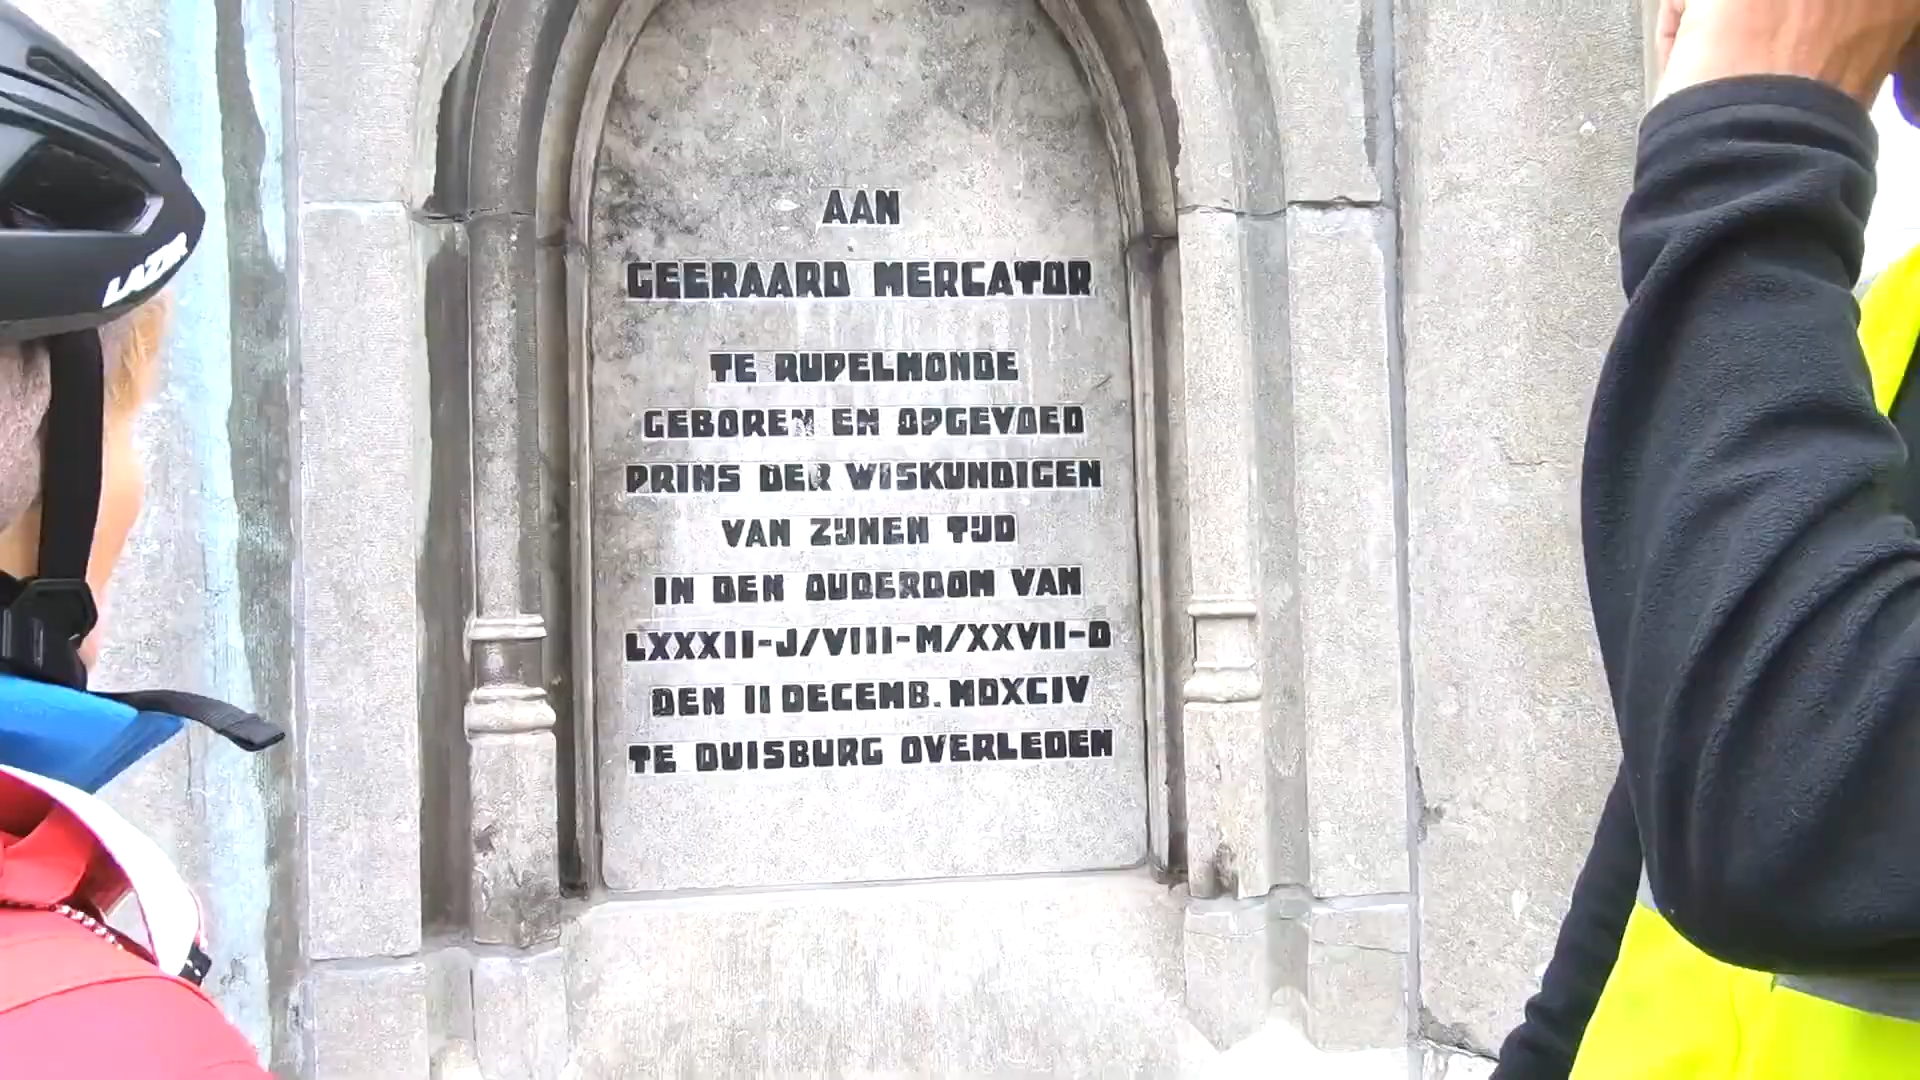 LAZER
AAN
GEERAARD MERCATOR
TE RUPELMONDE
GEBOREN EN OPGEVOED
PRINS DER WISKUNDIGEN
VAN ZIJNEN TIJD
IN DEN OUDERDOM VAN
LXXXII-J/VIII-M/XXVII-D
DEN II DECEMB. MDXCIV
TE DUISBURG OVERLEDEN